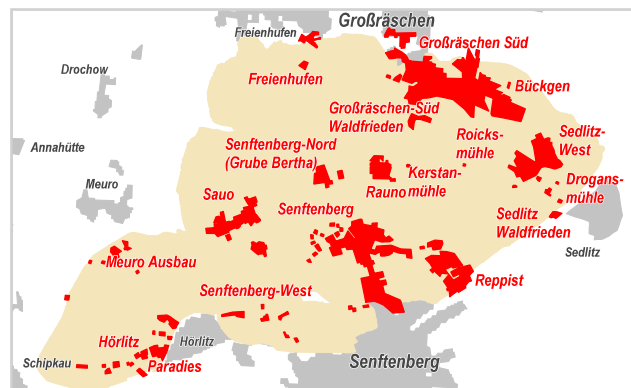 Großräschen
Freienhufen
Großräschen Süd
Drochow
Freienhufen
Bückgen
Großräschen-Süd
Waldfrieden
Annahütte
Senftenberg-Nord
(Grube Bertha)
Roicks-
mühle
Sedlitz-
West
Kerstan-
mühle
Meuro
Sauo
Rauno
Drogans-
mühle
Senftenberg
Sedlitz
Waldfrieden
Sedlitz
Meuro Ausbau
Reppist
Senftenberg-West
Hörlitz
Hörlitz
Schipkau
Paradies
Senftenberg